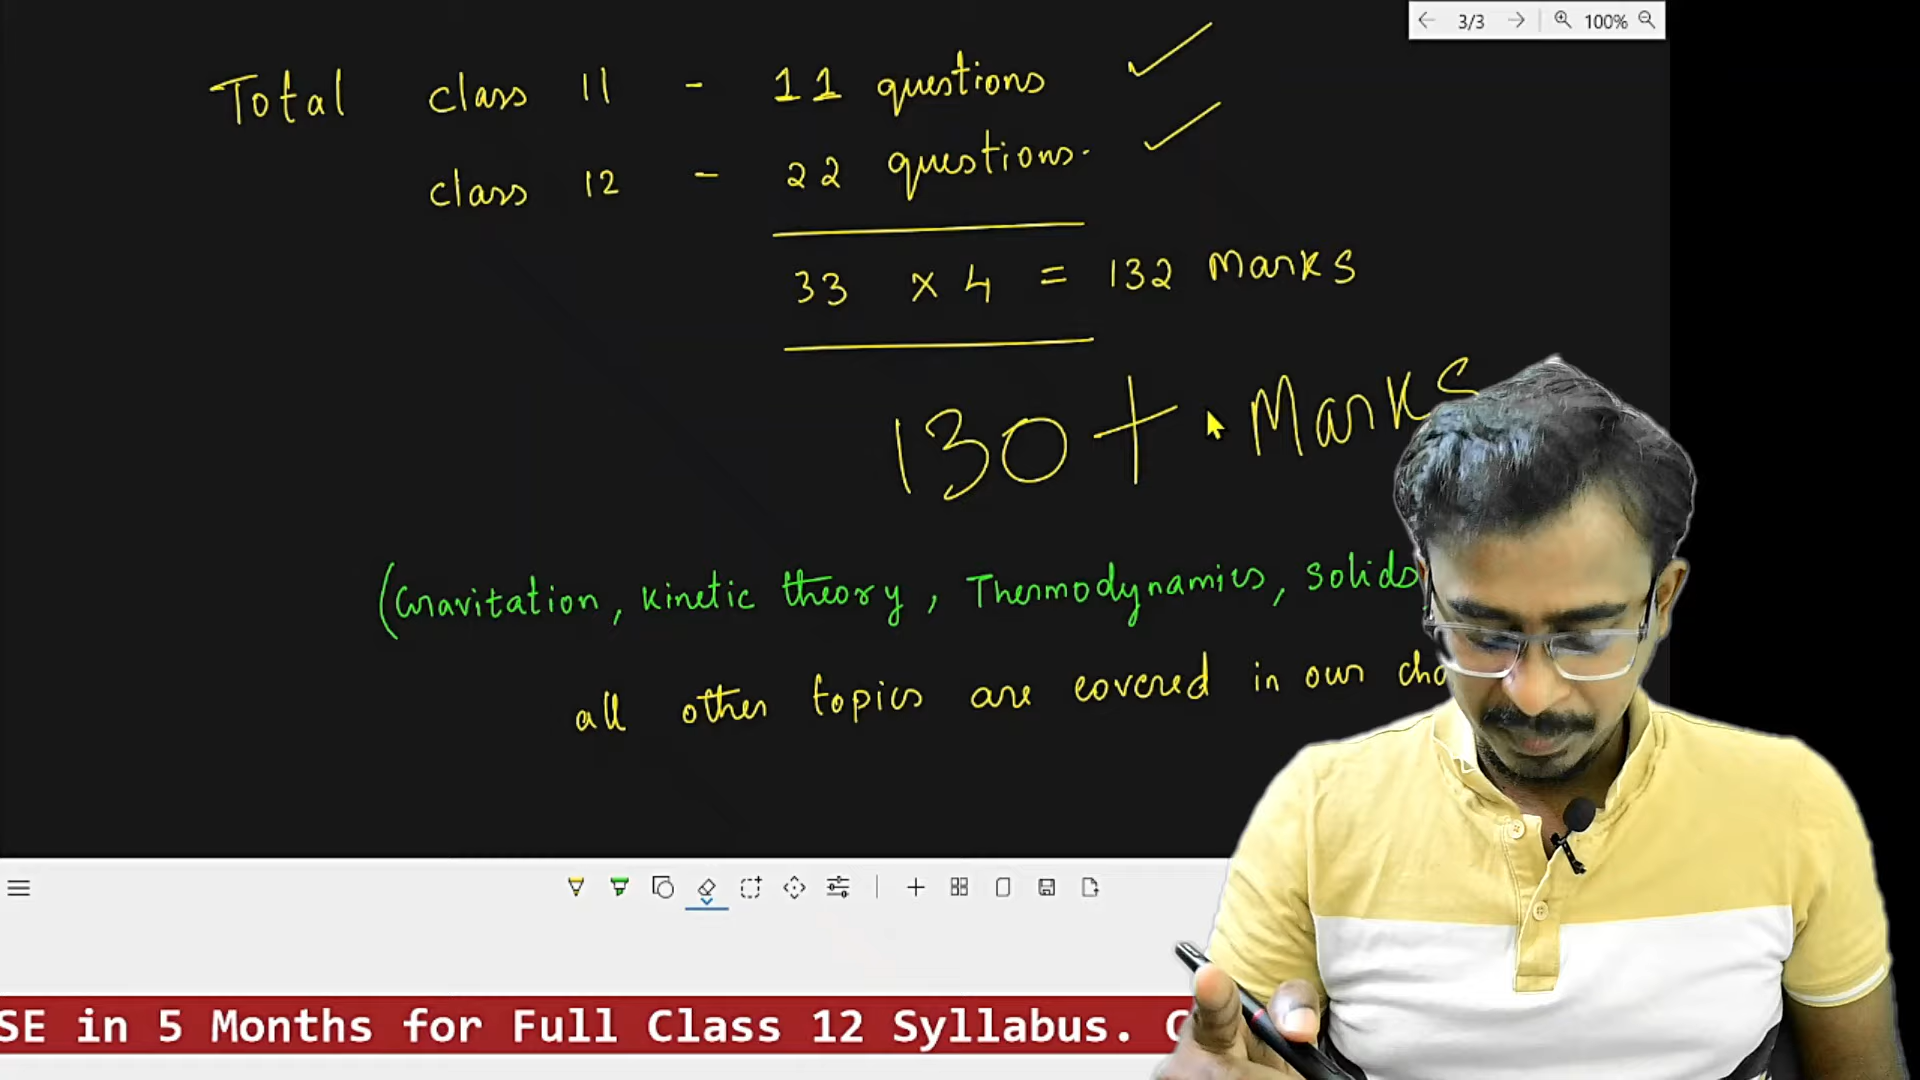 3/3
100%
Total class 11 - 11 questions
class 12 - 22 questions.
33 x 4 = 132 Marks
130+ Marks
(Gravitation, Kinetic theory, Thermodynamics, solids
all other topics are covered in our
SE in 5 Months for Full Class 12 Syllabus.